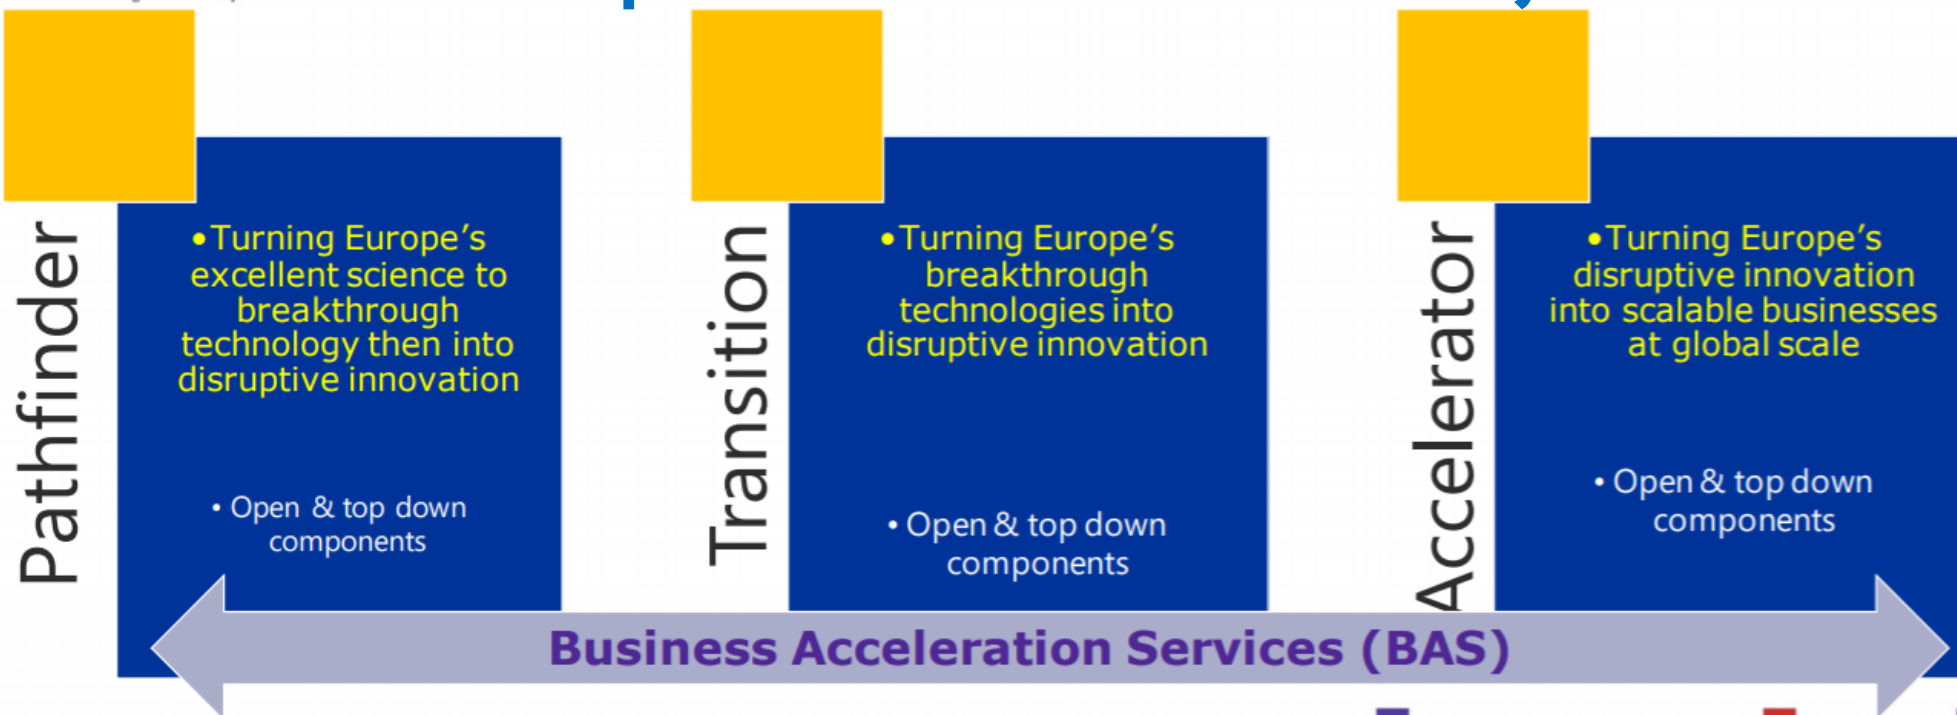 Pathfinder
•Turning Europe's
excellent science to
breakthrough
technology then into
disruptive innovation
• Open & top down
components
Transition
•Turning Europe's
breakthrough
technologies into
disruptive innovation
• Open & top down
components
Accelerator
•Turning Europe's
disruptive innovation
into scalable businesses
at global scale
• Open & top down
components
Business Acceleration Services (BAS)